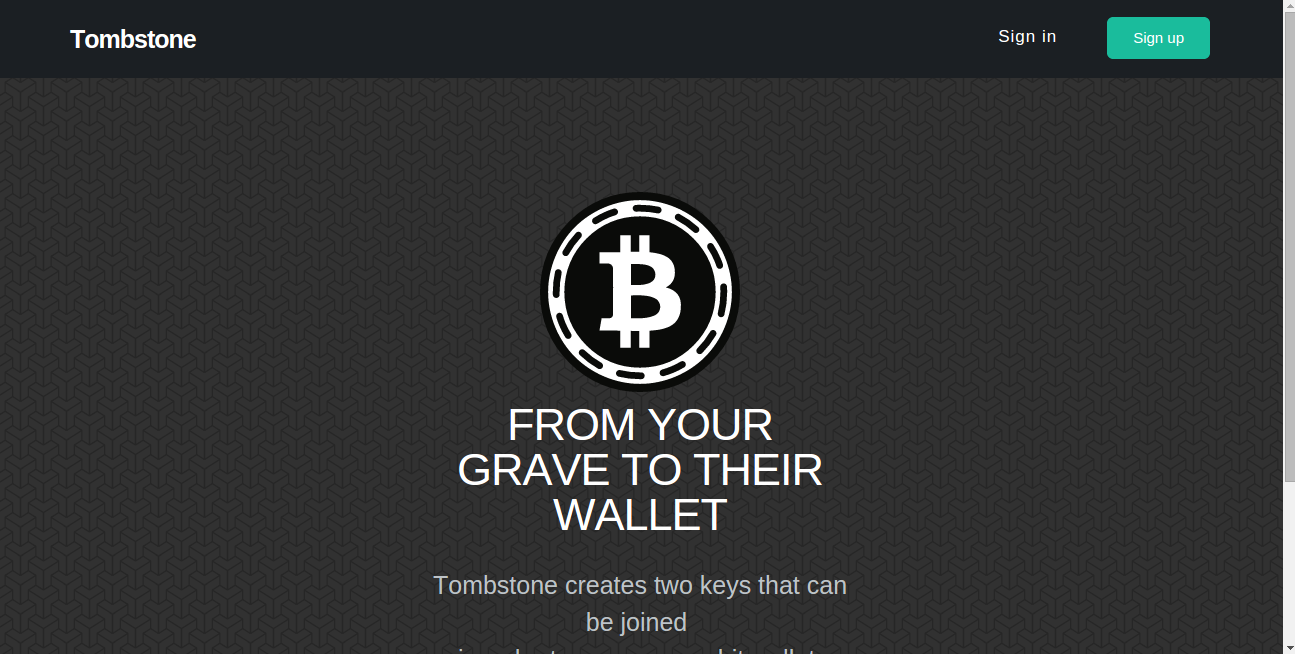 Tombstone
Sign in
Sign up
FROM YOUR
GRAVE TO THEIR
WALLET
Tombstone creates two keys that can
be joined